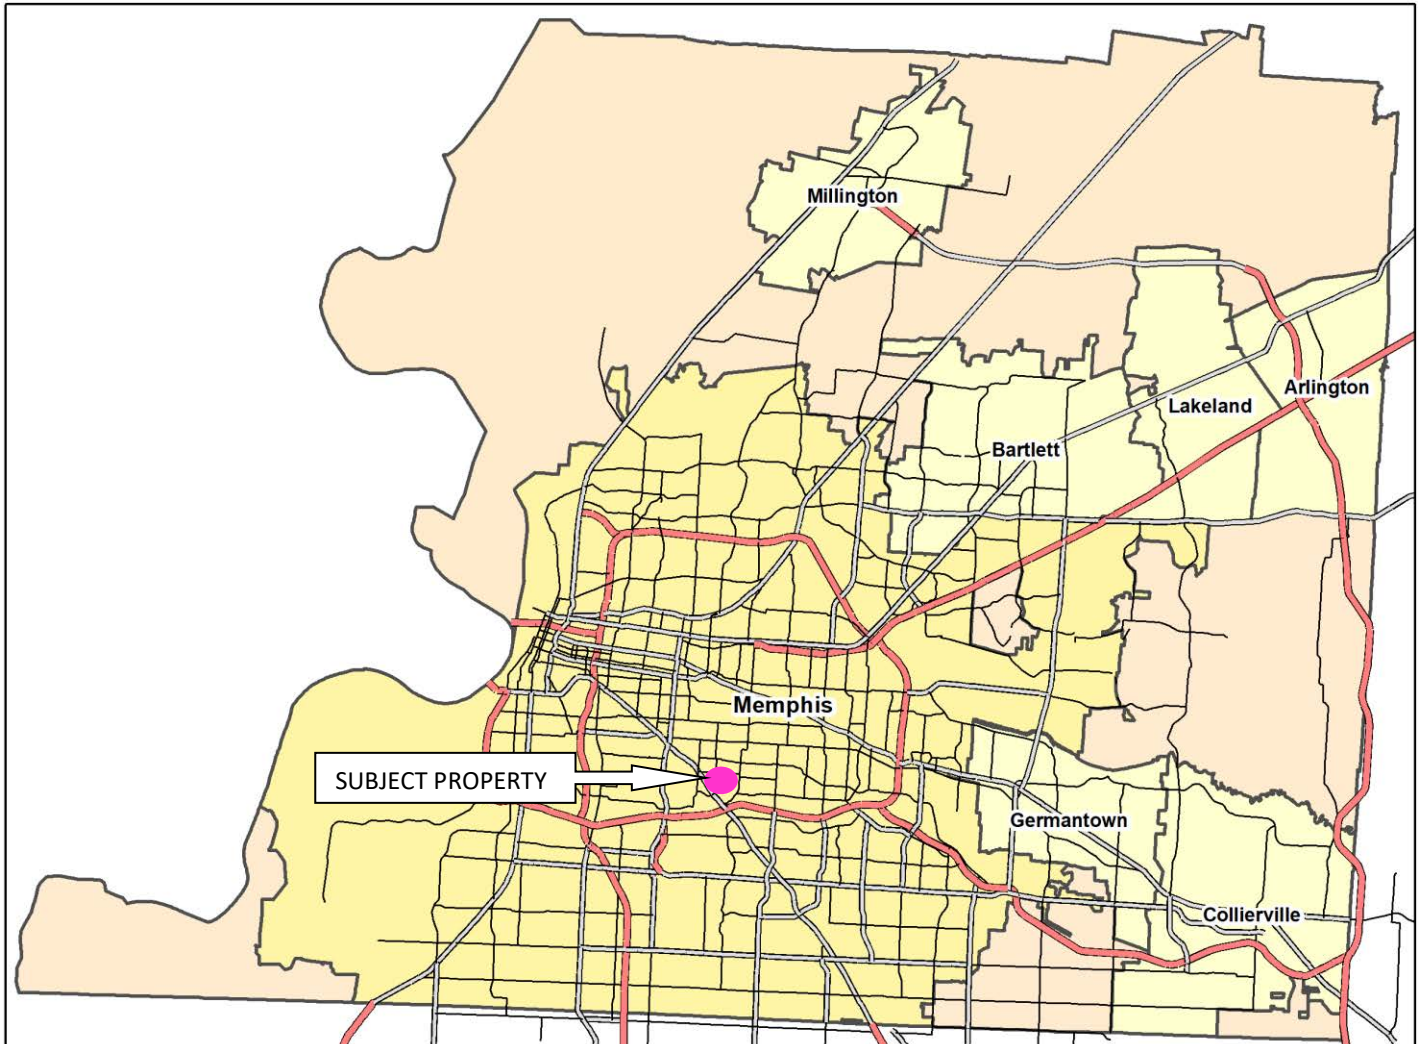 Millington
Arlington
Lakeland
Bartlett
Memphis
SUBJECT PROPERTY
Germantown
Collierville